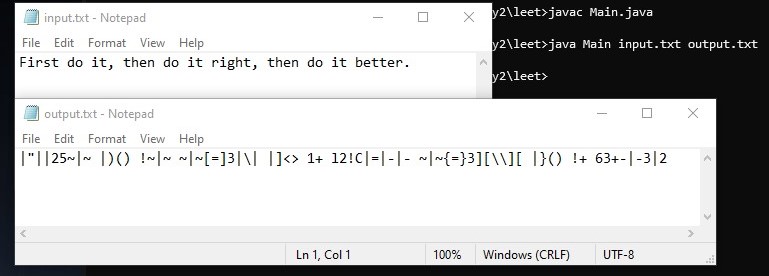 input.txt - Notepad
y2\leet>javac Main.java
File Edit Format View Help
y2\leet>java Main input.txt output.txt
First do it, then do it right, then do it better.
y2\leet>
output.txt - Notepad
File Edit Format View Help
|"||25~|~ |)() !~|~ ~|~[=]3|\| |]<> 1+ l2!C|=|-|- ~|~{=}3][\\][ |}() !+ 63+-|-3|2
Ln 1, Col 1
100%
Windows (CRLF)
UTF-8